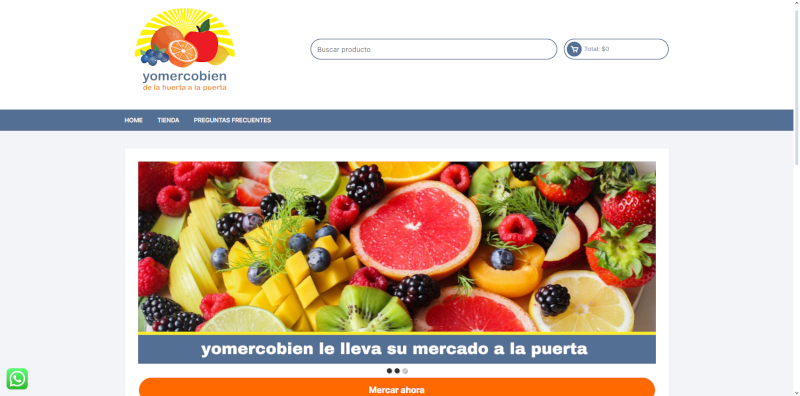 yomercobien
de la huerta a la puerta
Buscar producto
Total: $0
HOME
TIENDA
PREGUNTAS FRECUENTES
yomercobien le lleva su mercado a la puerta
Mercar ahora